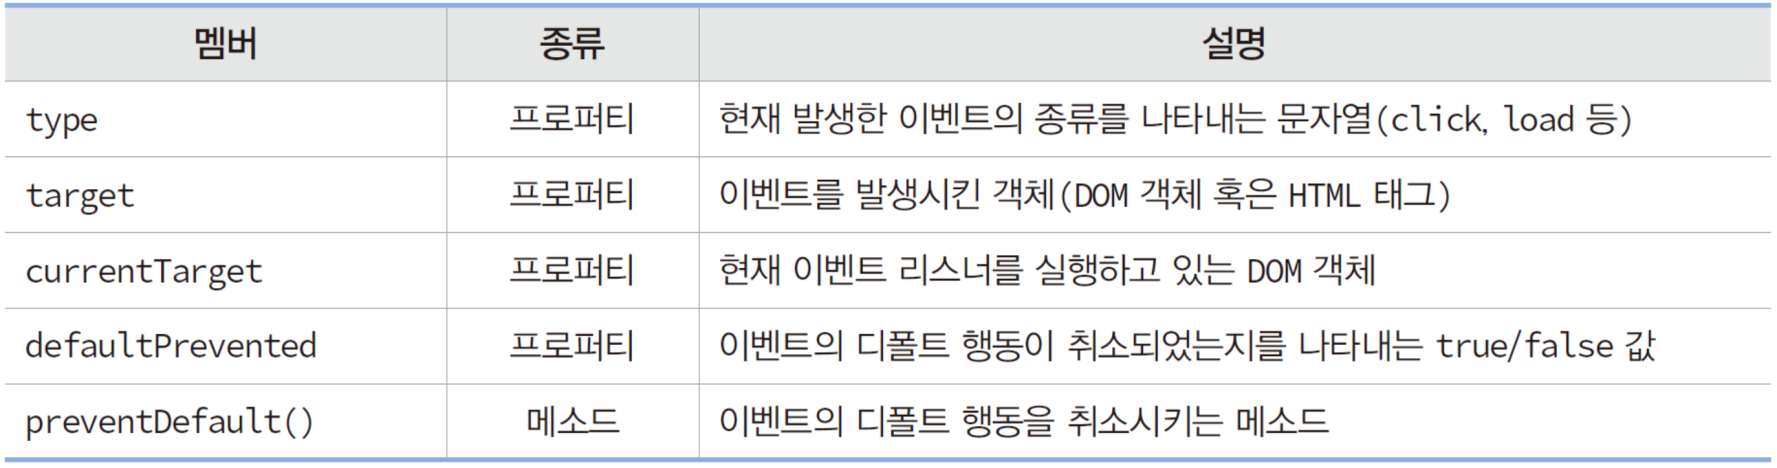 멤버 종류 설명
type 프로퍼티 현재 발생한 이벤트의 종류를 나타내는 문자열(click, load 등)
target 프로퍼티 이벤트를 발생시킨 객체(DOM 객체 혹은 HTML 태그)
currentTarget 프로퍼티 현재 이벤트 리스너를 실행하고 있는 DOM 객체
defaultPrevented 프로퍼티 이벤트의 디폴트 행동이 취소되었는지를 나타내는 true/false 값
preventDefault() 메소드 이벤트의 디폴트 행동을 취소시키는 메소드